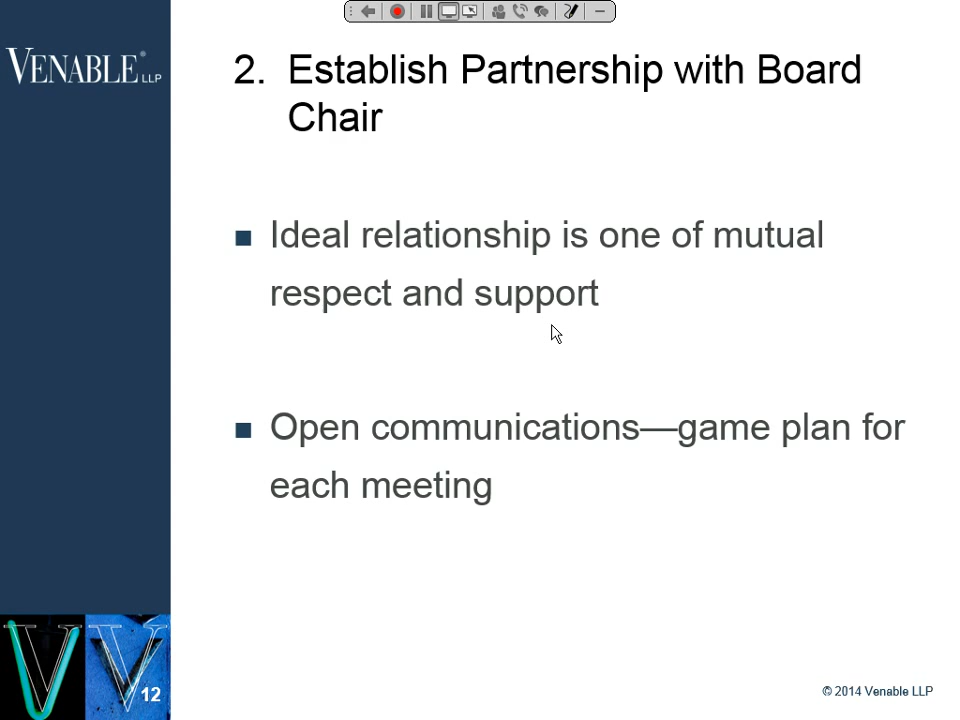 VENABLE® LLP
2. Establish Partnership with Board
Chair
■ Ideal relationship is one of mutual
respect and support
■ Open communications—game plan for
each meeting
12
© 2014 Venable LLP